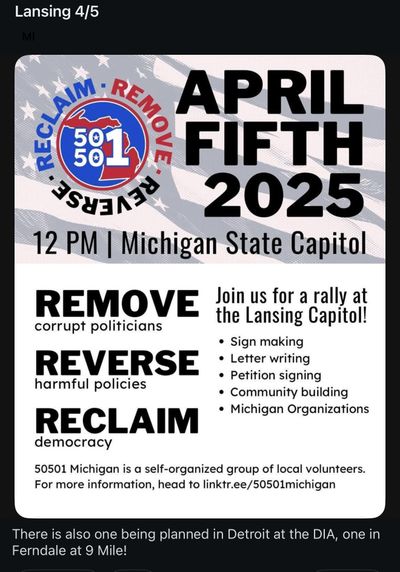 Lansing 4/5
MI
RECLAIM · REMOVE · REVERSE ·
50 50 1
APRIL
FIFTH
2025
12 PM | Michigan State Capitol
REMOVE
corrupt politicians
REVERSE
harmful policies
RECLAIM
democracy
Join us for a rally at
the Lansing Capitol!
• Sign making
• Letter writing
• Petition signing
• Community building
• Michigan Organizations
50501 Michigan is a self-organized group of local volunteers.
For more information, head to linktr.ee/50501michigan
There is also one being planned in Detroit at the DIA, one in
Ferndale at 9 Mile!